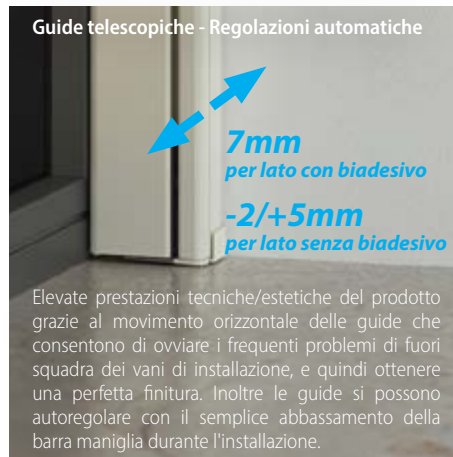 Guide telescopiche - Regolazioni automatiche
7mm
per lato con biadesivo
-2/+5mm
per lato senza biadesivo
Elevate prestazioni tecniche/estetiche del prodotto
grazie al movimento orizzontale delle guide che
consentono di ovviare i frequenti problemi di fuori
squadra dei vani di installazione, e quindi ottenere
una perfetta finitura. Inoltre le guide si possono
autoregolare con il semplice abbassamento della
barra maniglia durante l'installazione.